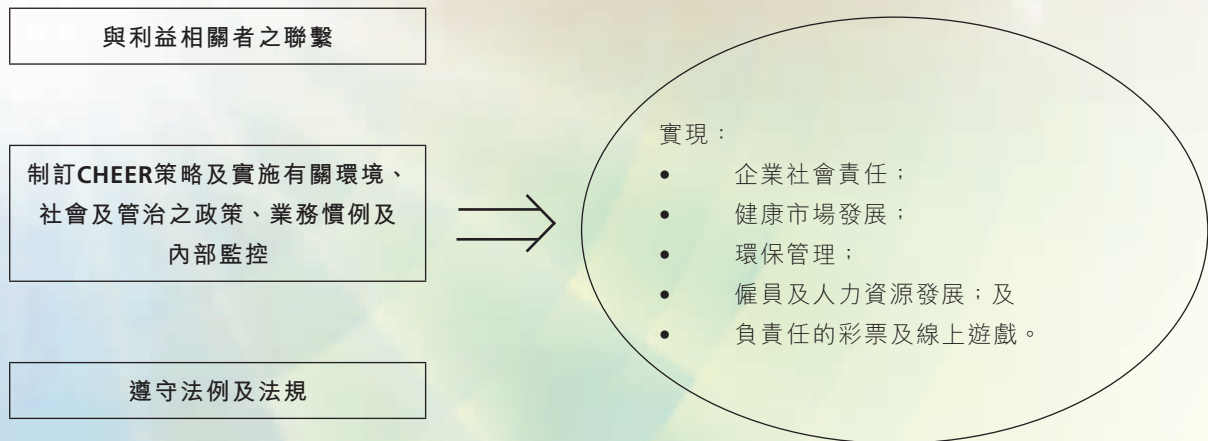 與利益相關者之聯繫
制訂CHEER策略及實施有關環境、
社會及管治之政策、業務慣例及
內部監控
遵守法例及法規
實現：
• 企業社會責任；
• 健康市場發展；
• 環保管理；
• 僱員及人力資源發展；及
• 負責任的彩票及線上遊戲。